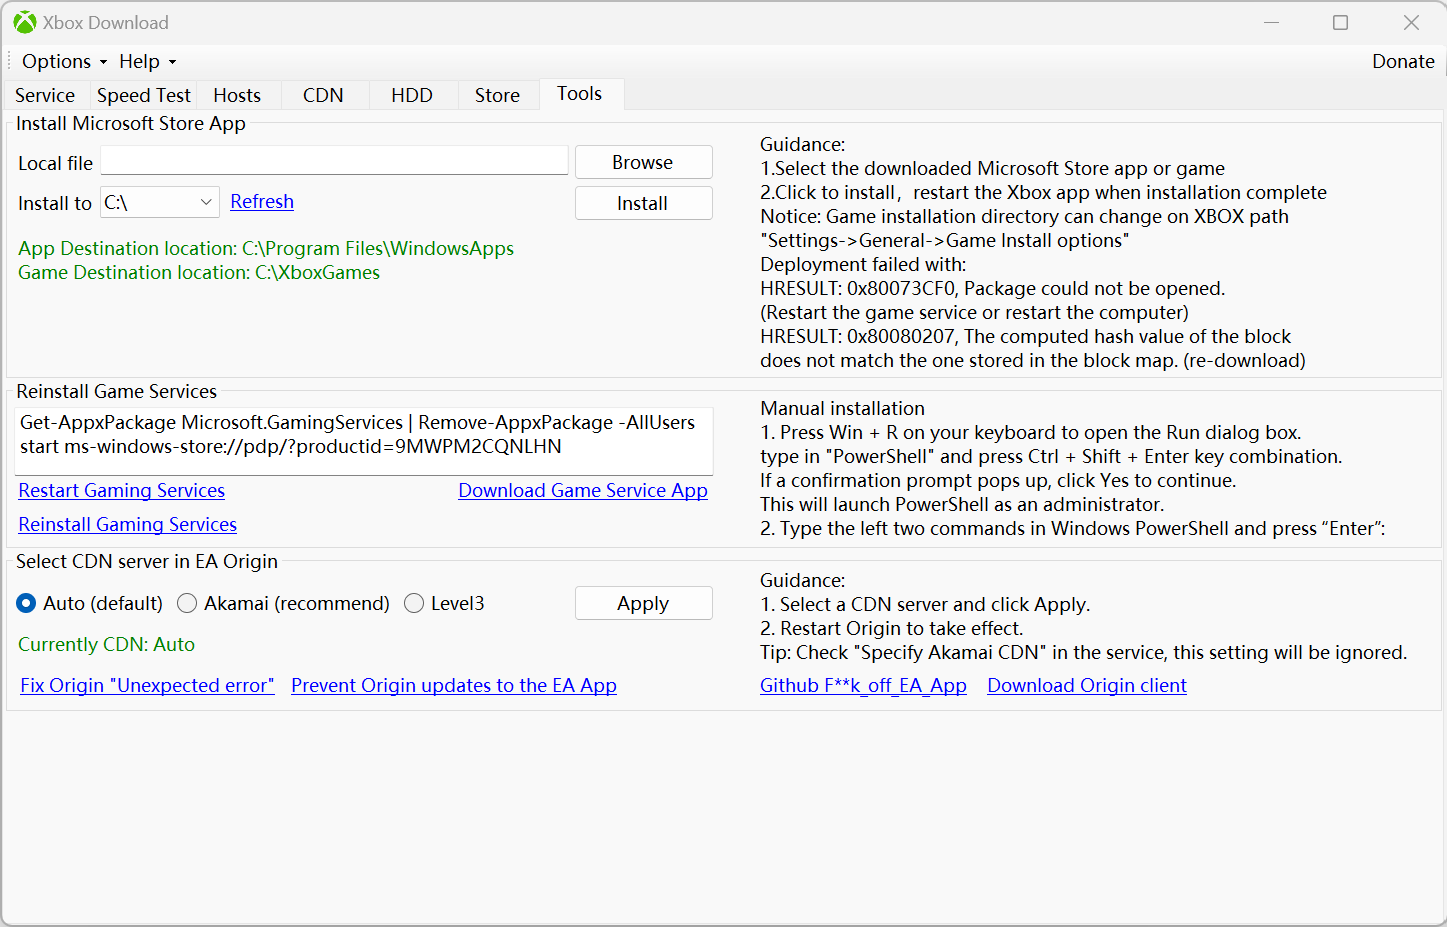 Xbox Download
Options Help Donate
Service Speed Test Hosts CDN HDD Store Tools
Install Microsoft Store App
Local file Browse
Install to C:\ Refresh Install
App Destination location: C:\Program Files\WindowsApps
Game Destination location: C:\XboxGames
Guidance:
1.Select the downloaded Microsoft Store app or game
2.Click to install，restart the Xbox app when installation complete
Notice: Game installation directory can change on XBOX path
"Settings->General->Game Install options"
Deployment failed with:
HRESULT: 0x80073CF0, Package could not be opened.
(Restart the game service or restart the computer)
HRESULT: 0x80080207, The computed hash value of the block
does not match the one stored in the block map. (re-download)
Reinstall Game Services
Get-AppxPackage Microsoft.GamingServices | Remove-AppxPackage -AllUsers
start ms-windows-store://pdp/?productid=9MWPM2CQNLHN
Restart Gaming Services Download Game Service App
Reinstall Gaming Services
Manual installation
1. Press Win + R on your keyboard to open the Run dialog box.
type in "PowerShell" and press Ctrl + Shift + Enter key combination.
If a confirmation prompt pops up, click Yes to continue.
This will launch PowerShell as an administrator.
2. Type the left two commands in Windows PowerShell and press “Enter”:
Select CDN server in EA Origin
Auto (default) Akamai (recommend) Level3 Apply
Currently CDN: Auto
Fix Origin "Unexpected error" Prevent Origin updates to the EA App
Guidance:
1. Select a CDN server and click Apply.
2. Restart Origin to take effect.
Tip: Check "Specify Akamai CDN" in the service, this setting will be ignored.
Github F**k_off_EA_App Download Origin client